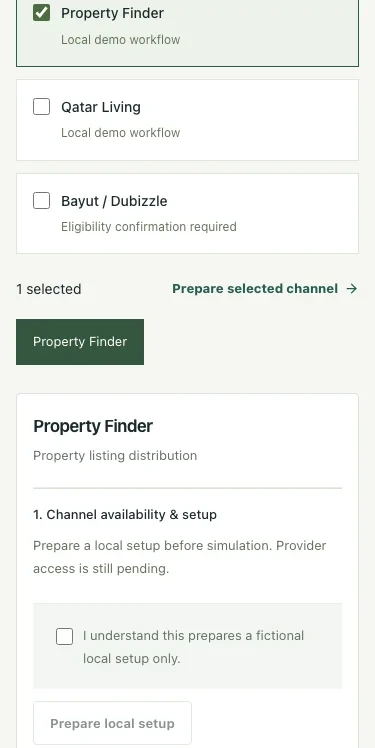 Property Finder
Local demo workflow
Qatar Living
Local demo workflow
Bayut / Dubizzle
Eligibility confirmation required
1 selected
Prepare selected channel →
Property Finder
Property Finder
Property listing distribution
1. Channel availability & setup
Prepare a local setup before simulation. Provider
access is still pending.
I understand this prepares a fictional
local setup only.
Prepare local setup